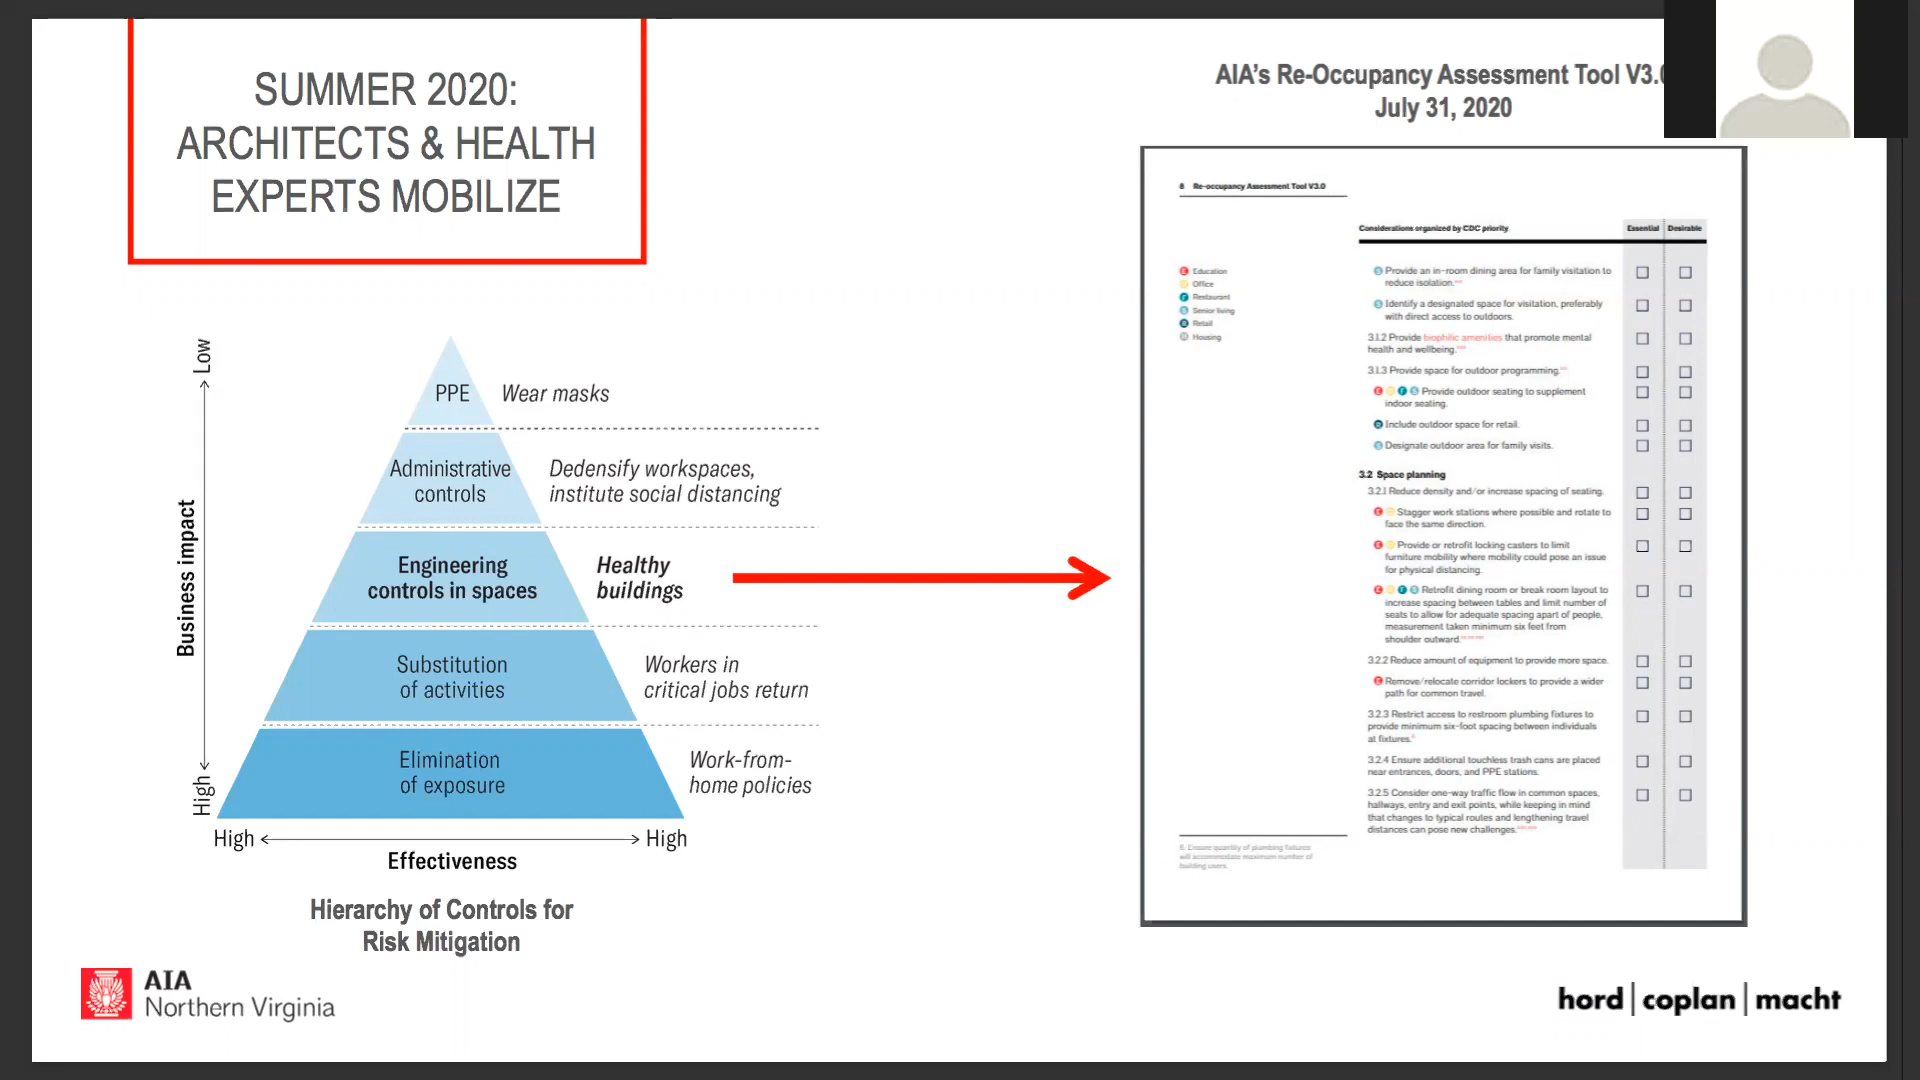 SUMMER 2020:
ARCHITECTS & HEALTH
EXPERTS MOBILIZE
Low
Business impact
High
PPE
Wear masks
Administrative
controls
Dedensify workspaces,
institute social distancing
Engineering
controls in spaces
Healthy
buildings
Substitution
of activities
Workers in
critical jobs return
Elimination
of exposure
Work-from-
home policies
High
High
Effectiveness
Hierarchy of Controls for
Risk Mitigation
AIA
Northern Virginia
AIA's Re-Occupancy Assessment Tool V3.0
July 31, 2020
6 Re-occupancy Assessment Tool V3.0
Considerations organized by CDC priority
Essential
Desirable
Education
Office
Restaurant
Senior living
Retail
Housing
Provide an in-room dining area for family visitation to
reduce isolation.
Identify a designated space for visitation, preferably
with direct access to outdoors.
3.1.2 Provide biophilic amenities that promote mental
health and wellbeing.
3.1.3 Provide space for outdoor programming.
Provide outdoor seating to supplement
indoor seating.
Include outdoor space for retail.
Designate outdoor area for family visits.
3.2 Space planning
3.2.1 Reduce density and/or increase spacing of seating.
Stagger work stations where possible and rotate to
face the same direction.
Provide or retrofit locking casters to limit
furniture mobility where mobility could pose an issue
for physical distancing.
Retrofit dining room or break room layout to
increase spacing between tables and limit number of
seats to allow for adequate spacing apart of people,
measurement taken minimum six feet from
shoulder outward.
3.2.2 Reduce amount of equipment to provide more space.
Remove/relocate corridor lockers to provide a wider
path for common travel.
3.2.3 Restrict access to restroom plumbing fixtures to
provide minimum six-foot spacing between individuals
at fixtures.
3.2.4 Ensure additional touchless trash cans are placed
near entrances, doors, and PPE stations.
3.2.5 Consider one-way traffic flow in common spaces,
hallways, entry and exit points, while keeping in mind
that changes to typical routes and lengthening travel
distances can pose new challenges.
6. Ensure quantity of plumbing fixtures
will accommodate maximum number of
building users.
hord | coplan | macht